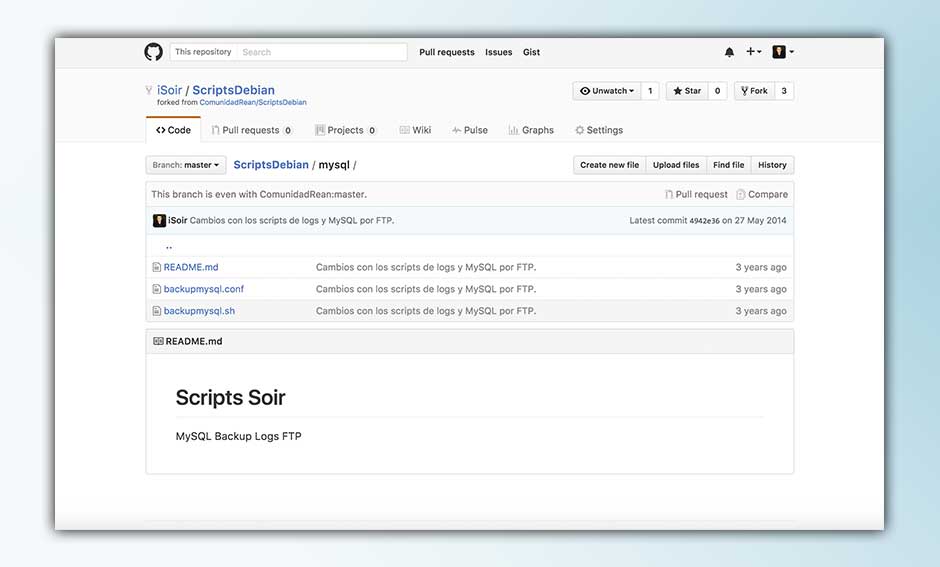 This repository Search Pull requests Issues Gist
iSoir / ScriptsDebian Unwatch 1 Star 0 Fork 3
forked from ComunidadRean/ScriptsDebian
Code Pull requests 0 Projects 0 Wiki Pulse Graphs Settings
Branch: master ScriptsDebian / mysql / Create new file Upload files Find file History
This branch is even with ComunidadRean:master. Pull request Compare
iSoir Cambios con los scripts de logs y MySQL por FTP. Latest commit 4942e36 on 27 May 2014
..
README.md Cambios con los scripts de logs y MySQL por FTP. 3 years ago
backupmysql.conf Cambios con los scripts de logs y MySQL por FTP. 3 years ago
backupmysql.sh Cambios con los scripts de logs y MySQL por FTP. 3 years ago
README.md
Scripts Soir
MySQL Backup Logs FTP